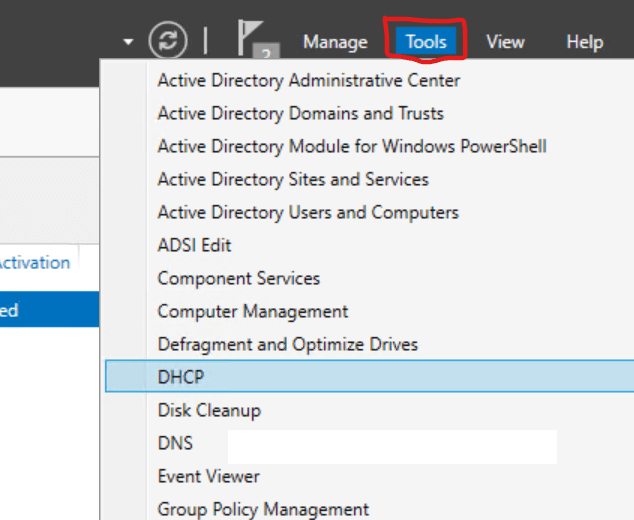 2
Manage Tools View Help
Active Directory Administrative Center
Active Directory Domains and Trusts
Active Directory Module for Windows PowerShell
Active Directory Sites and Services
Active Directory Users and Computers
ADSI Edit
ctivation
Component Services
Computer Management
ed
Defragment and Optimize Drives
DHCP
Disk Cleanup
DNS
Event Viewer
Group Policy Management